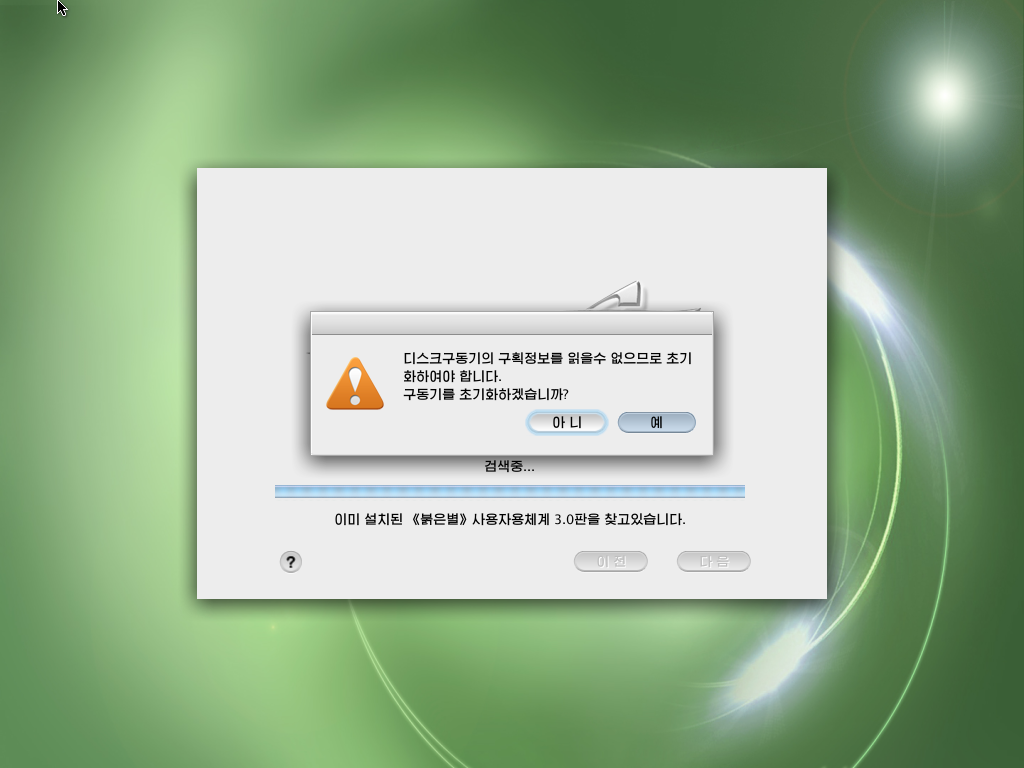 디스크구동기의 구획정보를 읽을수 없으므로 초기
화하여야 합니다.
구동기를 초기화하겠습니까?
아 니
예
검색중...
이미 설치된 《붉은별》 사용자용체계 3.0판을 찾고있습니다.
?
이 전
다 음